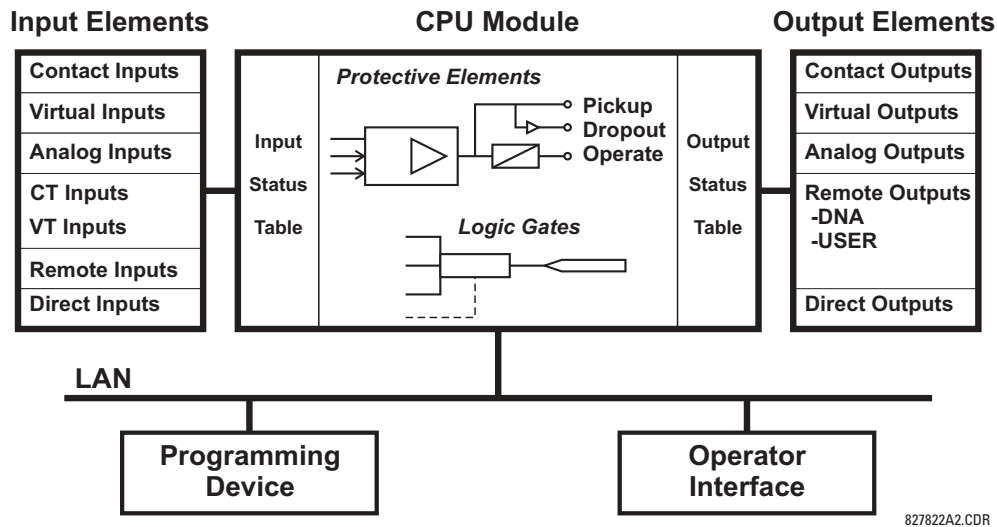 Input Elements
CPU Module
Output Elements
Contact Inputs
Virtual Inputs
Analog Inputs
CT Inputs
VT Inputs
Remote Inputs
Direct Inputs
Input
Status
Table
Protective Elements
Pickup
Dropout
Operate
Logic Gates
Output
Status
Table
Contact Outputs
Virtual Outputs
Analog Outputs
Remote Outputs
-DNA
-USER
Direct Outputs
LAN
Programming
Device
Operator
Interface
827822A2.CDR